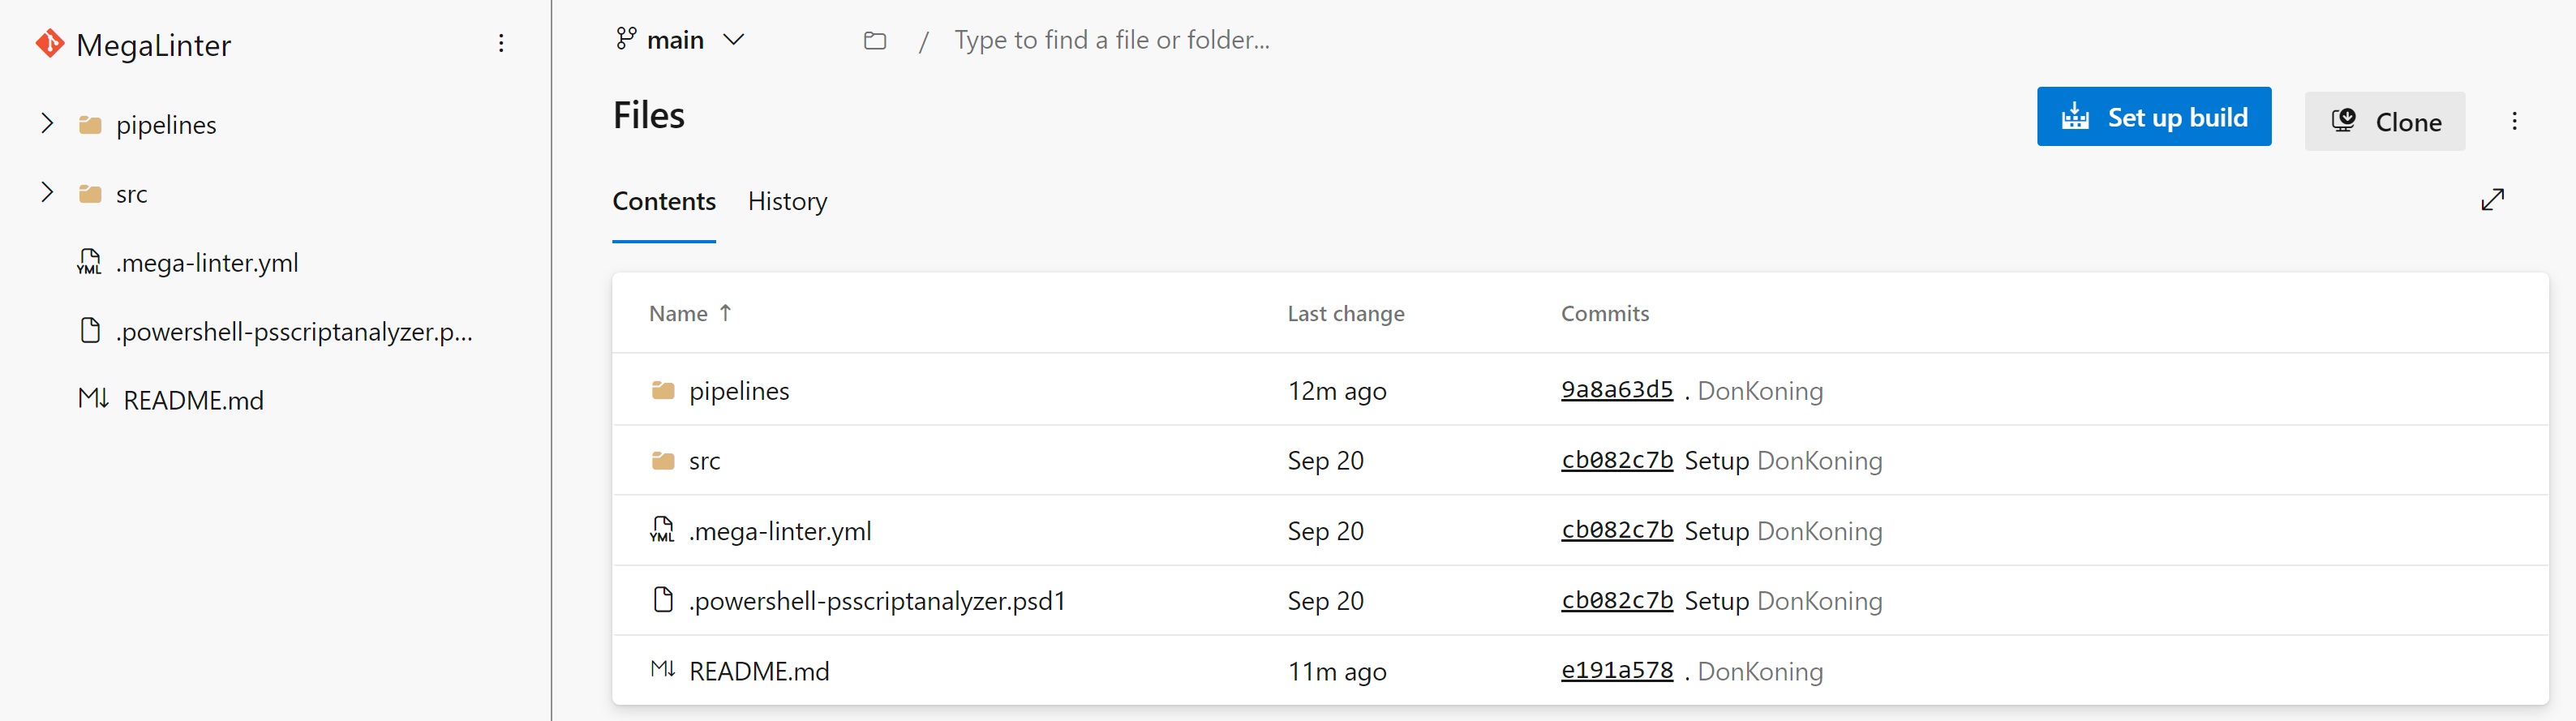 MegaLinter
pipelines
src
YML .mega-linter.yml
.powershell-psscriptanalyzer.p...
M↓ README.md
main
/ Type to find a file or folder...
Files
Set up build
Clone
Contents History
Name ↑ Last change Commits
pipelines 12m ago 9a8a63d5 . DonKoning
src Sep 20 cb082c7b Setup DonKoning
YML .mega-linter.yml Sep 20 cb082c7b Setup DonKoning
.powershell-psscriptanalyzer.psd1 Sep 20 cb082c7b Setup DonKoning
M↓ README.md 11m ago e191a578 . DonKoning